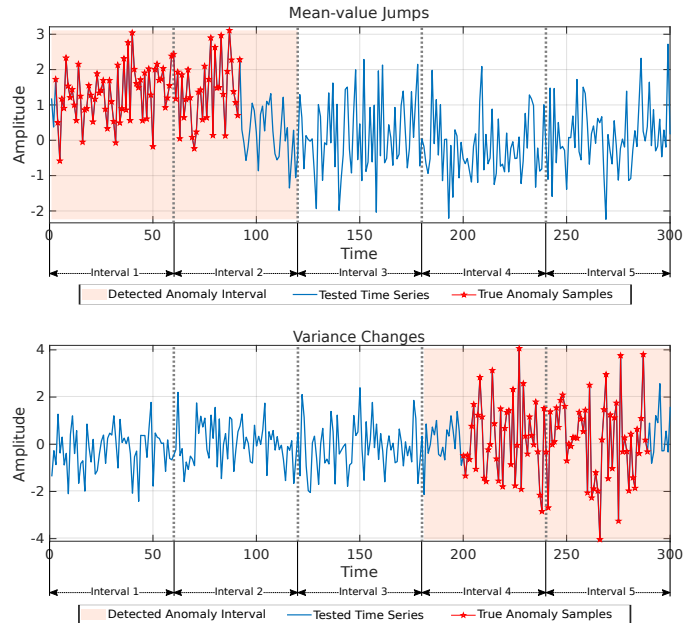 Mean-value Jumps
3
2
1
0
-1
-2
Amplitude
0 50 100 150 200 250 300
Time
Interval 1 Interval 2 Interval 3 Interval 4 Interval 5
Detected Anomaly Interval Tested Time Series True Anomaly Samples
Variance Changes
4
2
0
-2
-4
Amplitude
0 50 100 150 200 250 300
Time
Interval 1 Interval 2 Interval 3 Interval 4 Interval 5
Detected Anomaly Interval Tested Time Series True Anomaly Samples